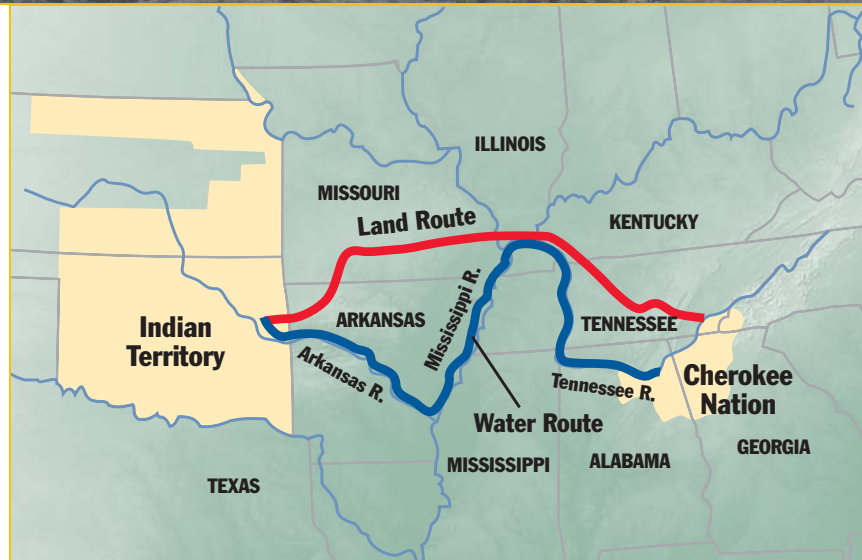 ILLINOIS
MISSOURI
Land Route
KENTUCKY
Mississippi R.
Indian
Territory
ARKANSAS
TENNESSEE
Arkansas R.
Tennessee R.
Cherokee
Nation
Water Route
MISSISSIPPI
ALABAMA
GEORGIA
TEXAS